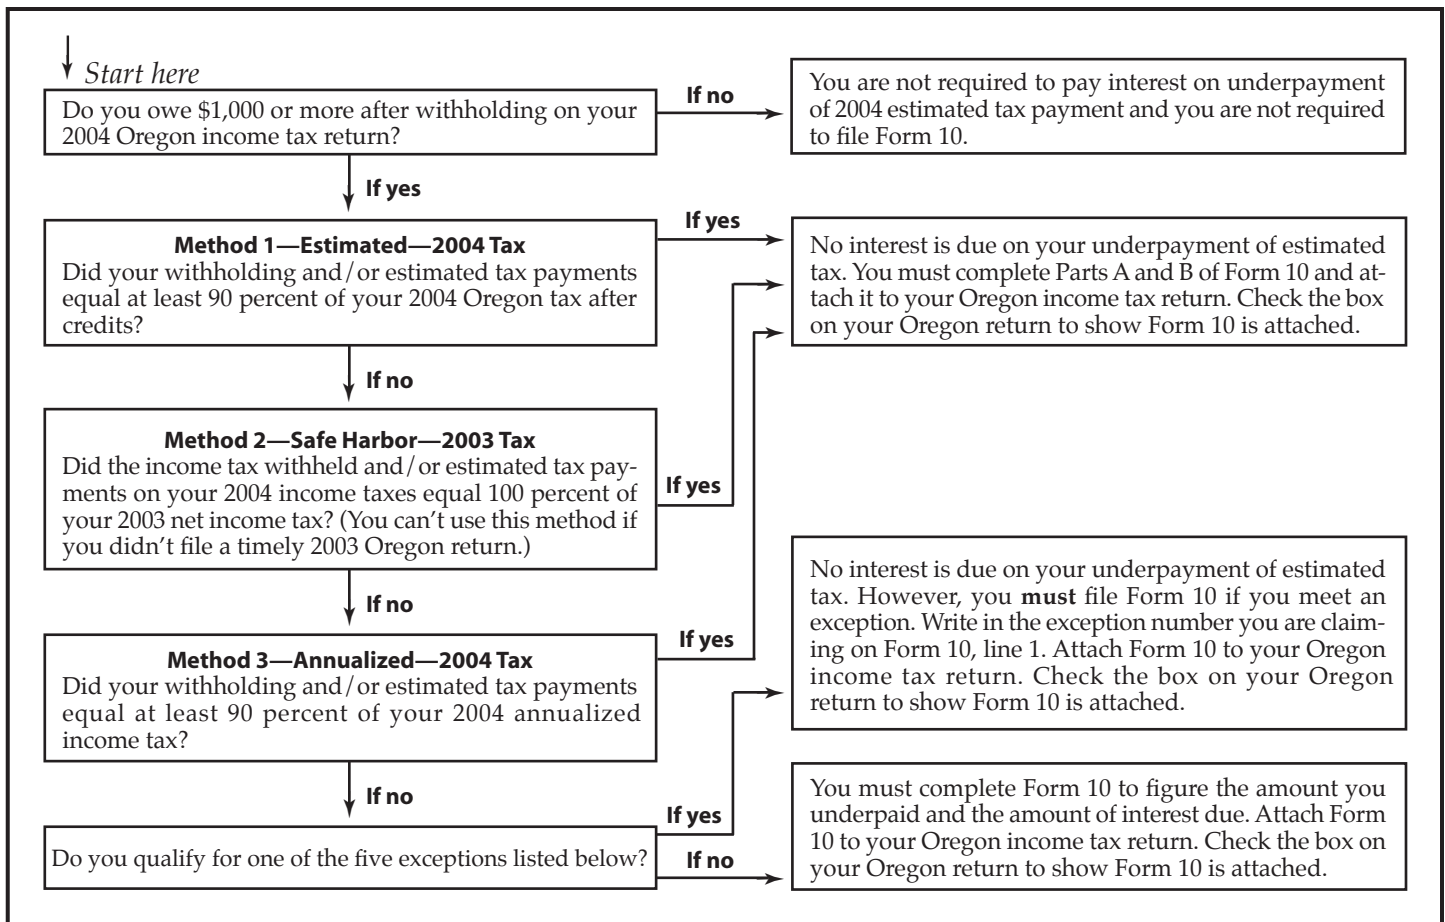 Start here
Do you owe $1,000 or more after withholding on your
2004 Oregon income tax return?
If no
You are not required to pay interest on underpayment
of 2004 estimated tax payment and you are not required
to file Form 10.
If yes
Method 1—Estimated—2004 Tax
Did your withholding and/or estimated tax payments
equal at least 90 percent of your 2004 Oregon tax after
credits?
If yes
No interest is due on your underpayment of estimated
tax. You must complete Parts A and B of Form 10 and at-
tach it to your Oregon income tax return. Check the box
on your Oregon return to show Form 10 is attached.
If no
Method 2—Safe Harbor—2003 Tax
Did the income tax withheld and/or estimated tax pay-
ments on your 2004 income taxes equal 100 percent of
your 2003 net income tax? (You can't use this method if
you didn't file a timely 2003 Oregon return.)
If yes
If no
Method 3—Annualized—2004 Tax
Did your withholding and/or estimated tax payments
equal at least 90 percent of your 2004 annualized
income tax?
If yes
No interest is due on your underpayment of estimated
tax. However, you must file Form 10 if you meet an
exception. Write in the exception number you are claim-
ing on Form 10, line 1. Attach Form 10 to your Oregon
income tax return. Check the box on your Oregon
return to show Form 10 is attached.
If no
Do you qualify for one of the five exceptions listed below?
If yes
If no
You must complete Form 10 to figure the amount you
underpaid and the amount of interest due. Attach Form
10 to your Oregon income tax return. Check the box on
your Oregon return to show Form 10 is attached.